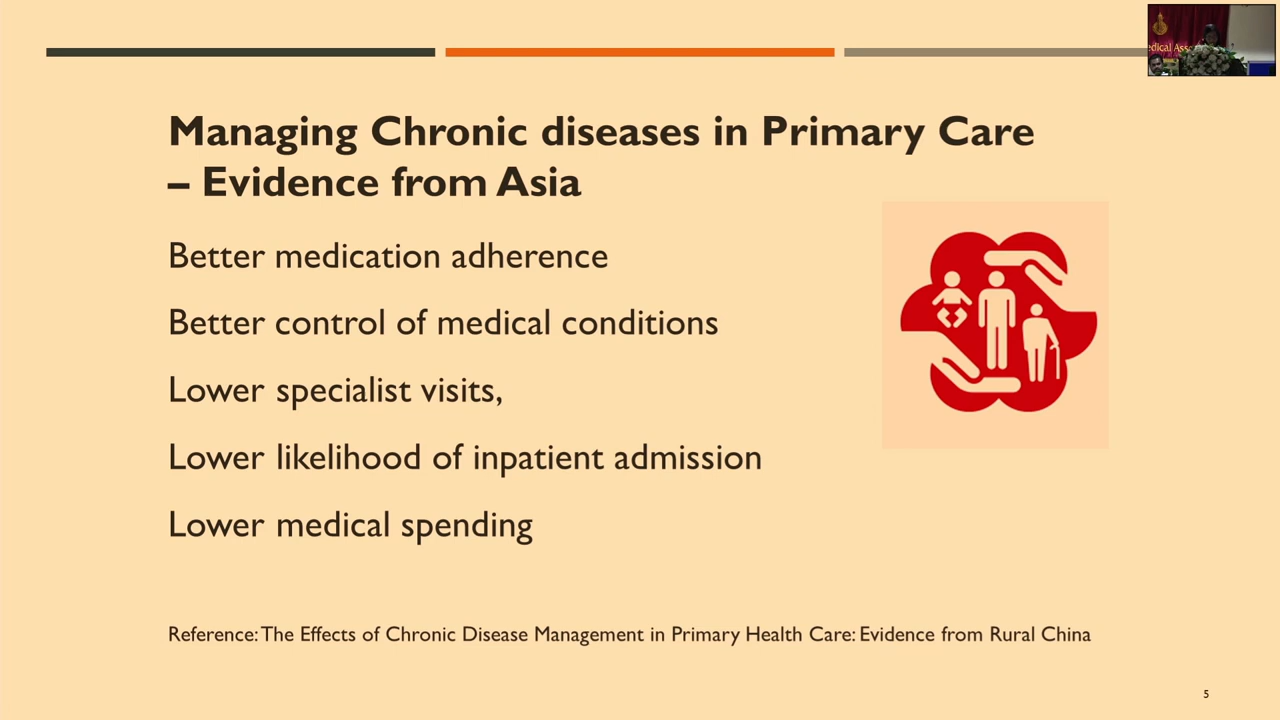 edical Ass
Managing Chronic diseases in Primary Care
– Evidence from Asia
Better medication adherence
Better control of medical conditions
Lower specialist visits,
Lower likelihood of inpatient admission
Lower medical spending
Reference: The Effects of Chronic Disease Management in Primary Health Care: Evidence from Rural China
5